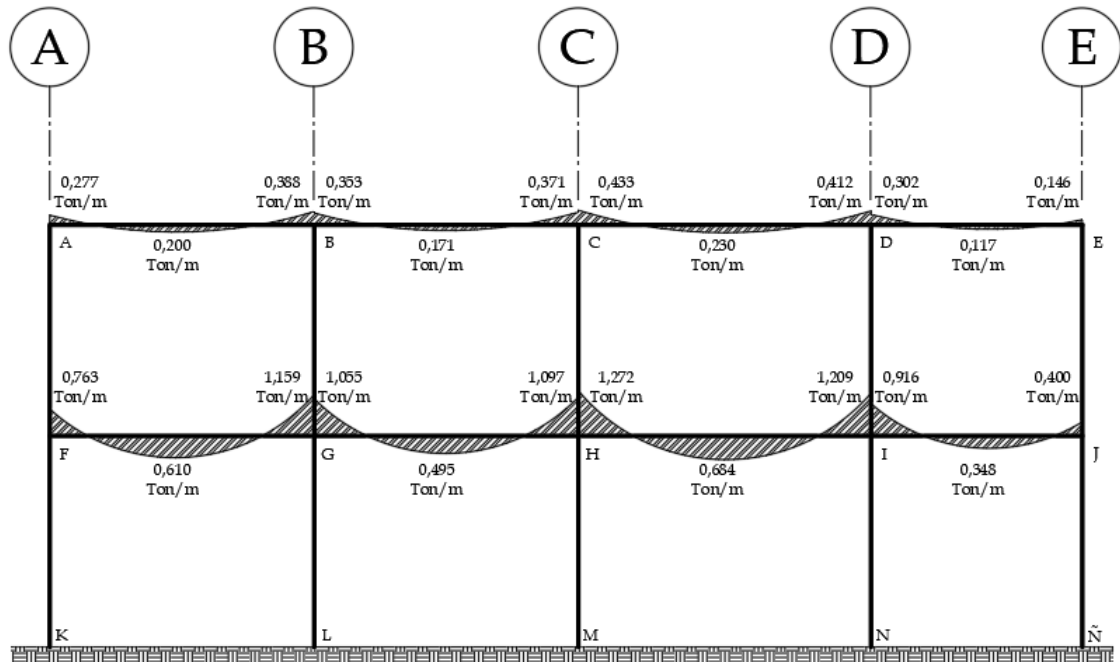 A B C D E
0,277 0,388 0,353 0,371 0,433 0,412 0,302 0,146
Ton/m Ton/m Ton/m Ton/m Ton/m Ton/m Ton/m Ton/m
A B C D E
0,200 0,171 0,230 0,117
Ton/m Ton/m Ton/m Ton/m
0,763 1,159 1,055 1,097 1,272 1,209 0,916 0,400
Ton/m Ton/m Ton/m Ton/m Ton/m Ton/m Ton/m Ton/m
F G H I J
0,610 0,495 0,684 0,348
Ton/m Ton/m Ton/m Ton/m
K L M N Ñ